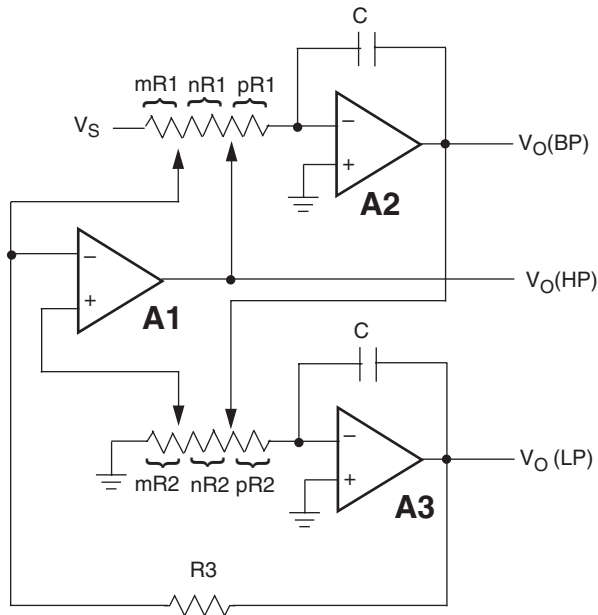 C
mR1 nR1 pR1
V_S
−
+
A2
V_O(BP)
−
+
A1
V_O(HP)
C
−
+
A3
V_O (LP)
mR2 nR2 pR2
R3